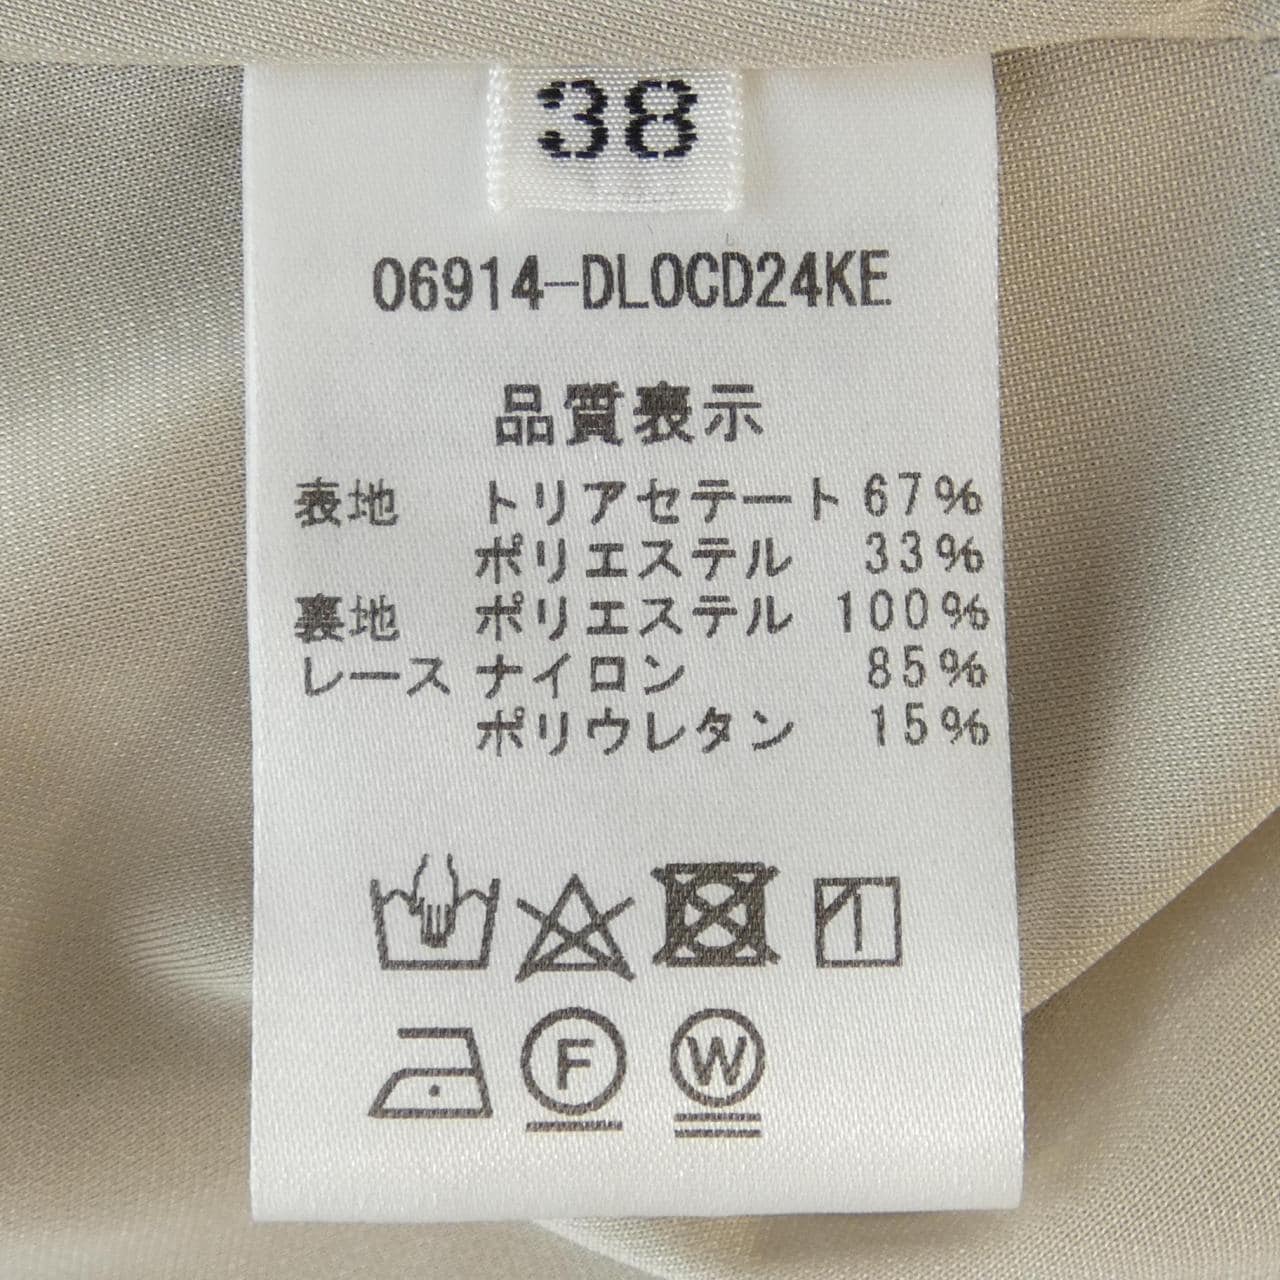 38
06914-DLOCD24KE
品質表示
表地 トリアセテート 67%
ポリエステル 33%
裏地 ポリエステル 100%
レース ナイロン 85%
ポリウレタン 15%
F W